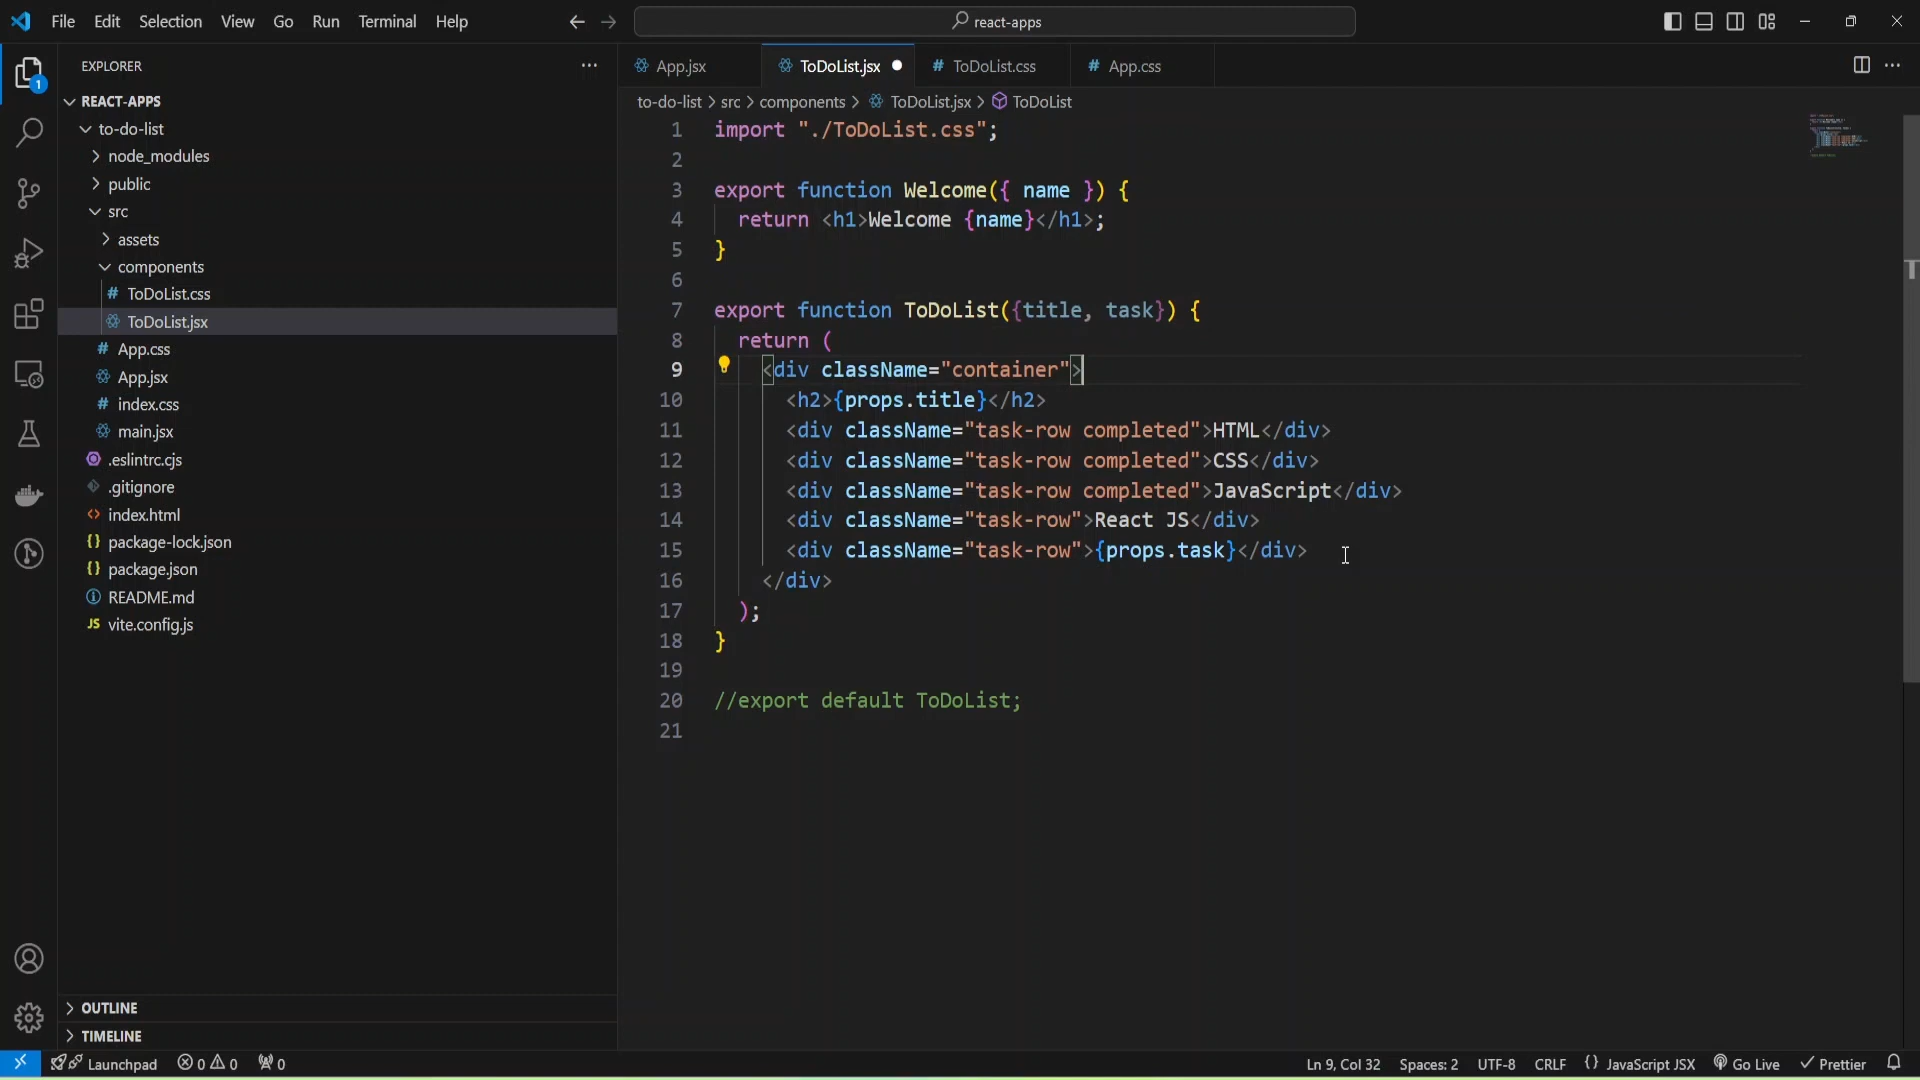 File Edit Selection View Go Run Terminal Help
react-apps
EXPLORER
REACT-APPS
to-do-list
node_modules
public
src
assets
components
# ToDoList.css
ToDoList.jsx
# App.css
App.jsx
# index.css
main.jsx
.eslintrc.cjs
.gitignore
<> index.html
{} package-lock.json
{} package.json
README.md
JS vite.config.js
OUTLINE
TIMELINE
1
App.jsx ToDoList.jsx # ToDoList.css # App.css
to-do-list > src > components > ToDoList.jsx > ToDoList
1 import "./ToDoList.css";
2
3 export function Welcome({ name }) {
4 return <h1>Welcome {name}</h1>;
5 }
6
7 export function ToDoList({title, task}) {
8 return (
9 <div className="container">
10 <h2>{props.title}</h2>
11 <div className="task-row completed">HTML</div>
12 <div className="task-row completed">CSS</div>
13 <div className="task-row completed">JavaScript</div>
14 <div className="task-row">React JS</div>
15 <div className="task-row">{props.task}</div>
16 </div>
17 );
18 }
19
20 //export default ToDoList;
21
Launchpad 0 0 0 Ln 9, Col 32 Spaces: 2 UTF-8 CRLF {} JavaScript JSX Go Live Prettier